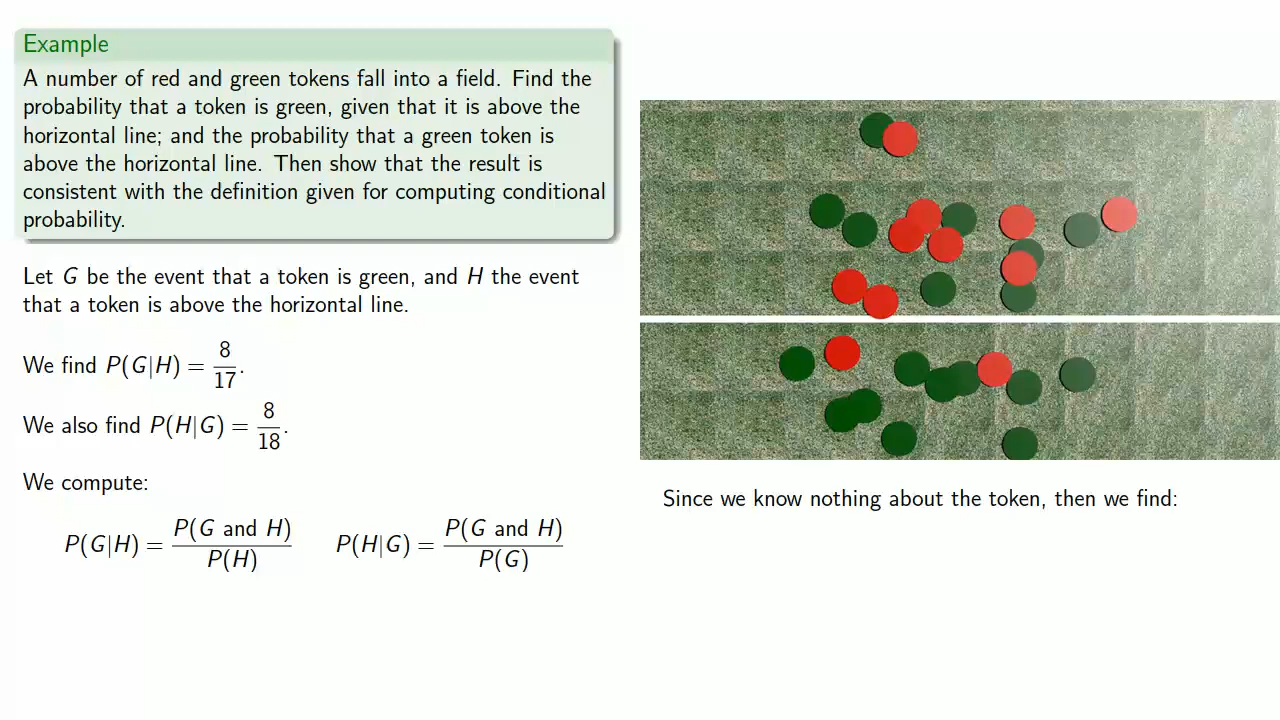 Example
A number of red and green tokens fall into a field. Find the
probability that a token is green, given that it is above the
horizontal line; and the probability that a green token is
above the horizontal line. Then show that the result is
consistent with the definition given for computing conditional
probability.
Let G be the event that a token is green, and H the event
that a token is above the horizontal line.
We find P(G|H) = 8/17.
We also find P(H|G) = 8/18.
We compute:
P(G|H) = P(G and H)/P(H)    P(H|G) = P(G and H)/P(G)
Since we know nothing about the token, then we find: